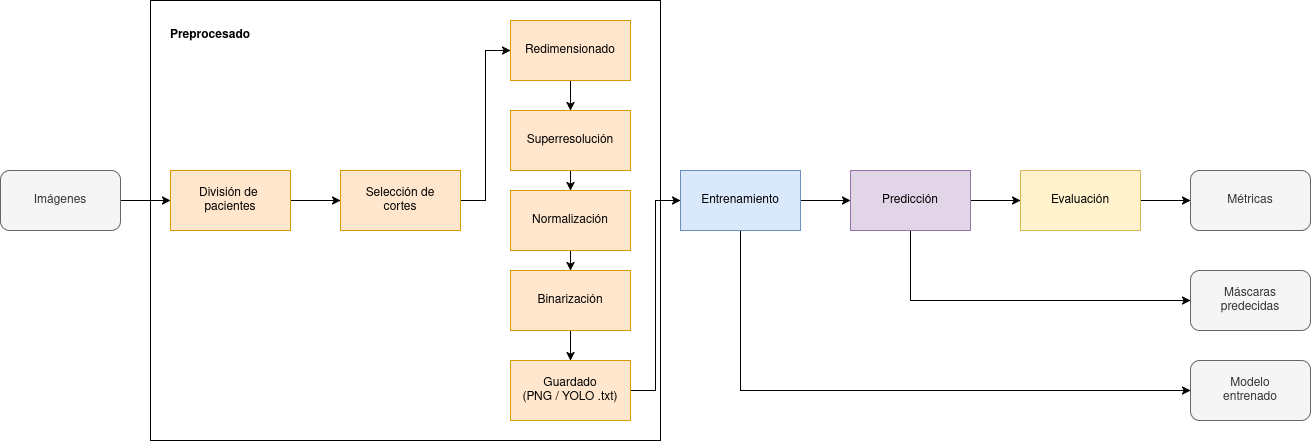 Preprocesado
Imágenes
División de
pacientes
Selección de
cortes
Redimensionado
Superresolución
Normalización
Binarización
Guardado
(PNG / YOLO .txt)
Entrenamiento
Predicción
Evaluación
Métricas
Máscaras
predecidas
Modelo
entrenado